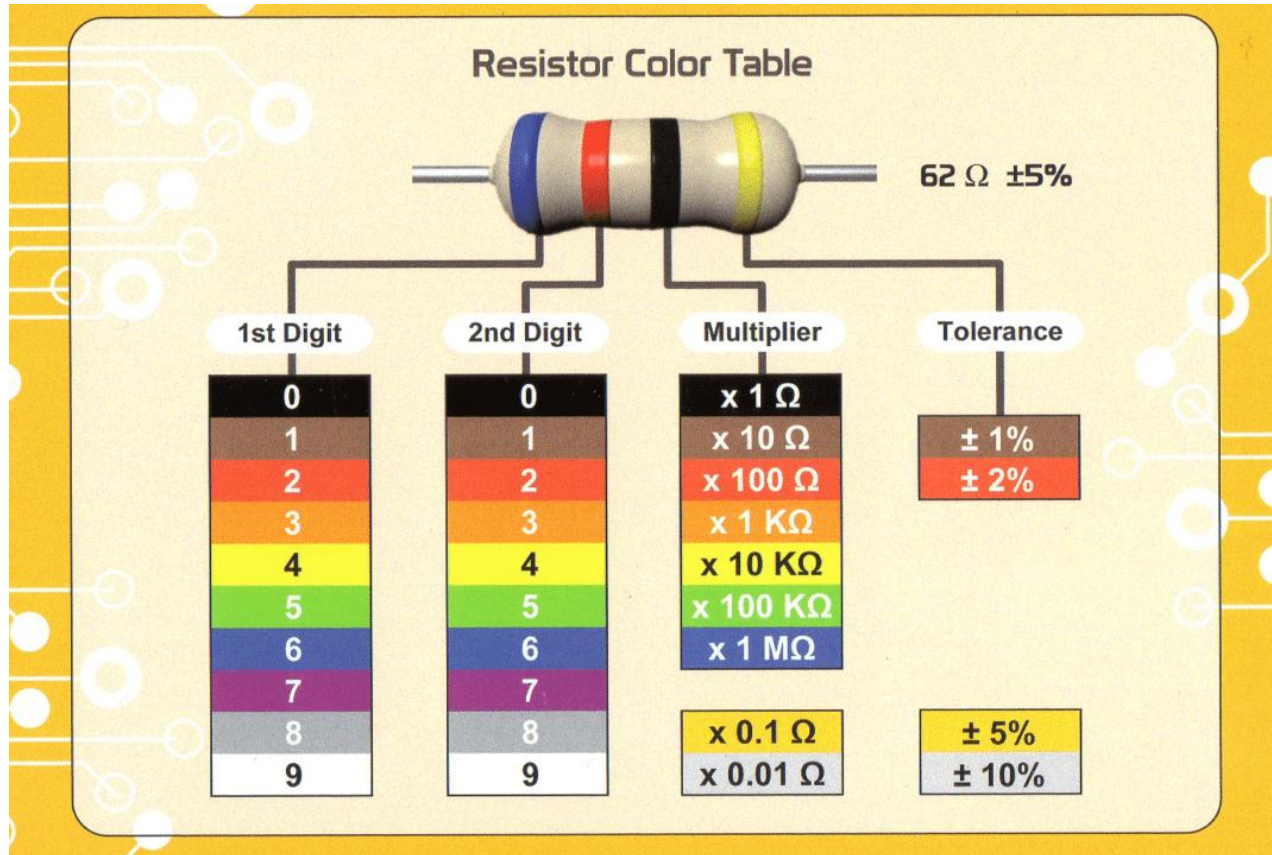 Resistor Color Table
62 Ω ±5%
1st Digit
2nd Digit
Multiplier
Tolerance
0
1
2
3
4
5
6
7
8
9
0
1
2
3
4
5
6
7
8
9
x 1 Ω
x 10 Ω
x 100 Ω
x 1 KΩ
x 10 KΩ
x 100 KΩ
x 1 MΩ
x 0.1 Ω
x 0.01 Ω
± 1%
± 2%
± 5%
± 10%